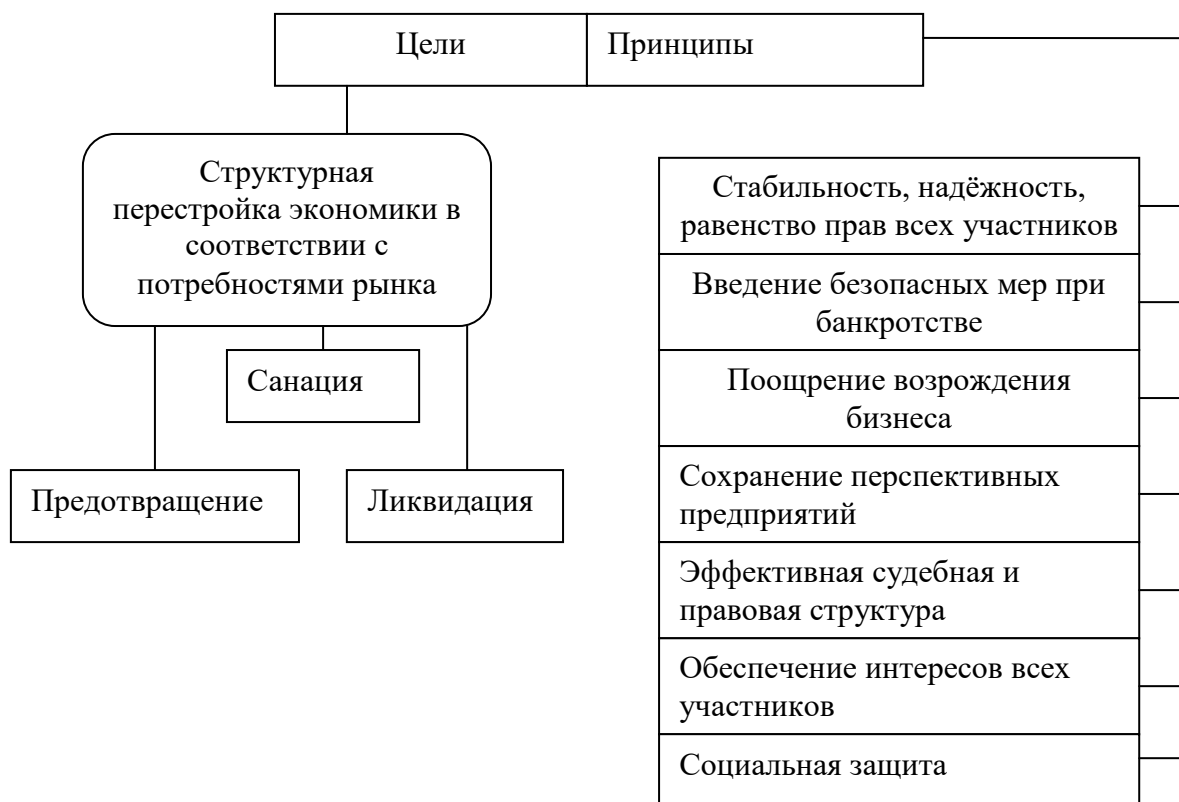 Цели
Принципы
Структурная
перестройка экономики в
соответствии с
потребностями рынка
Санация
Предотвращение
Ликвидация
Стабильность, надёжность,
равенство прав всех участников
Введение безопасных мер при
банкротстве
Поощрение возрождения
бизнеса
Сохранение перспективных
предприятий
Эффективная судебная и
правовая структура
Обеспечение интересов всех
участников
Социальная защита